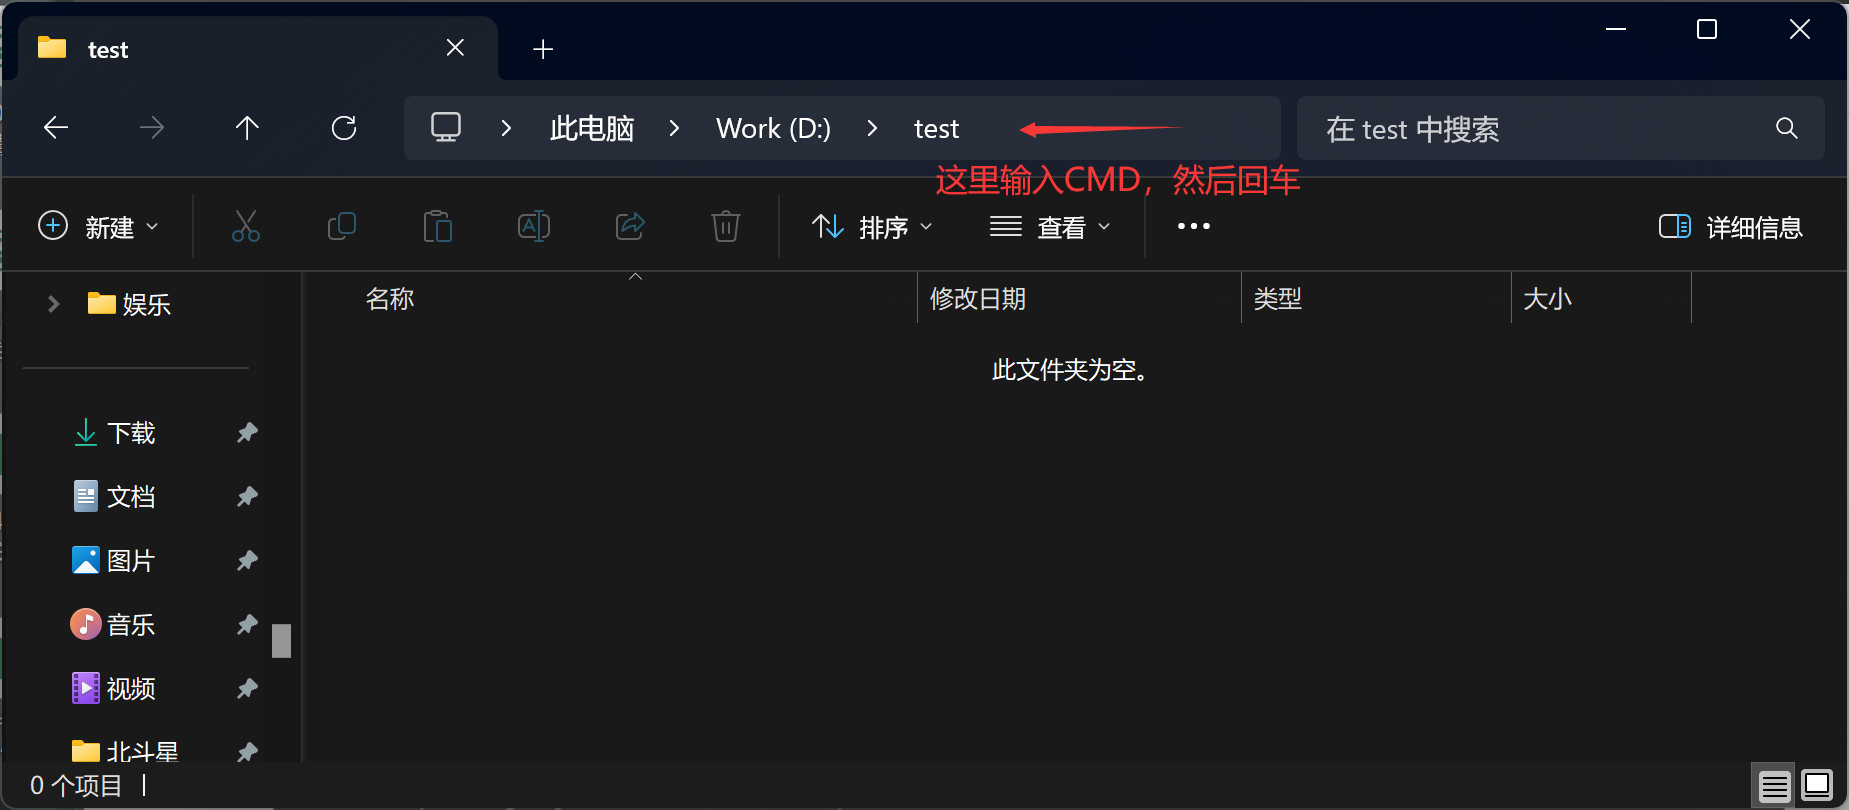 test
此电脑 > Work (D:) > test
在 test 中搜索
这里输入CMD，然后回车
新建
排序
查看
详细信息
名称
修改日期
类型
大小
此文件夹为空。
娱乐
下载
文档
图片
音乐
视频
北斗星
0 个项目